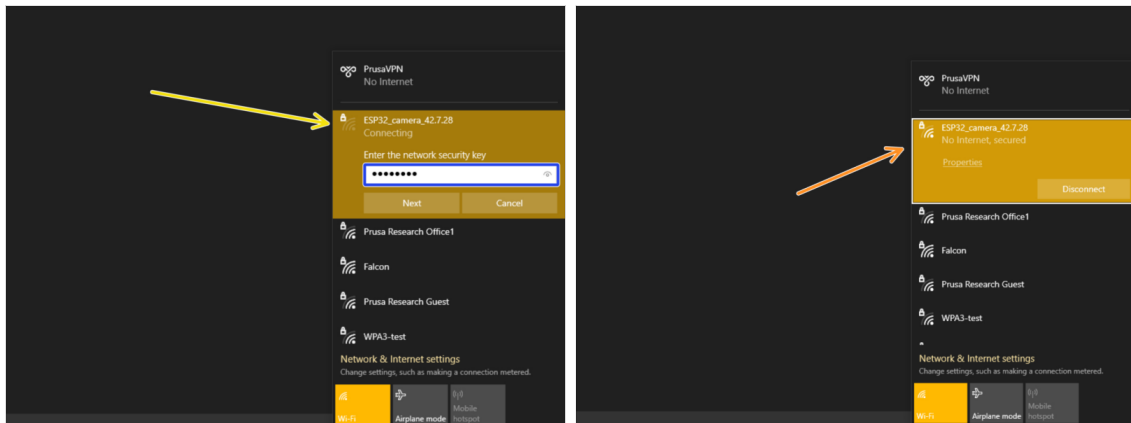 PrusaVPN
No Internet
ESP32_camera_42.7.28
Connecting
Enter the network security key
Next Cancel
Prusa Research Office1
Falcon
Prusa Research Guest
WPA3-test
Network & Internet settings
Change settings, such as making a connection metered.
Wi-Fi
Airplane mode
Mobile hotspot
PrusaVPN
No Internet
ESP32_camera_42.7.28
No Internet, secured
Properties
Disconnect
Prusa Research Office1
Falcon
Prusa Research Guest
WPA3-test
Network & Internet settings
Change settings, such as making a connection metered.
Wi-Fi
Airplane mode
Mobile hotspot